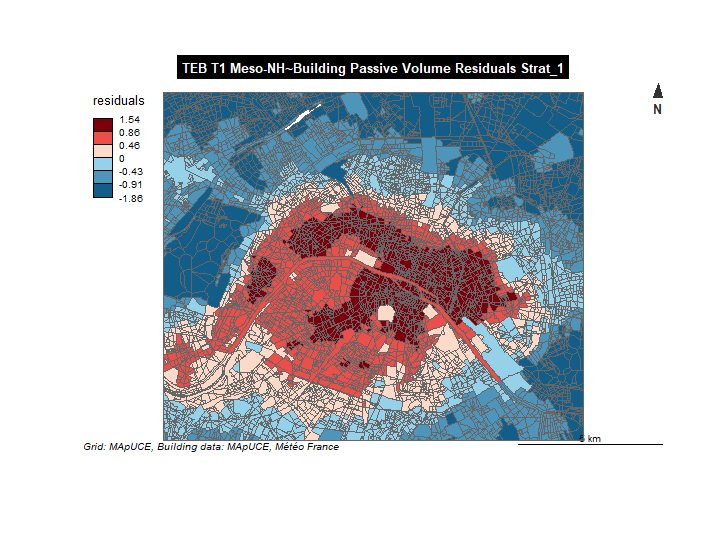 TEB T1 Meso-NH~Building Passive Volume Residuals Strat_1
N
residuals
1.54
0.86
0.46
0
-0.43
-0.91
-1.86
5 km
Grid: MApUCE, Building data: MApUCE, Météo France